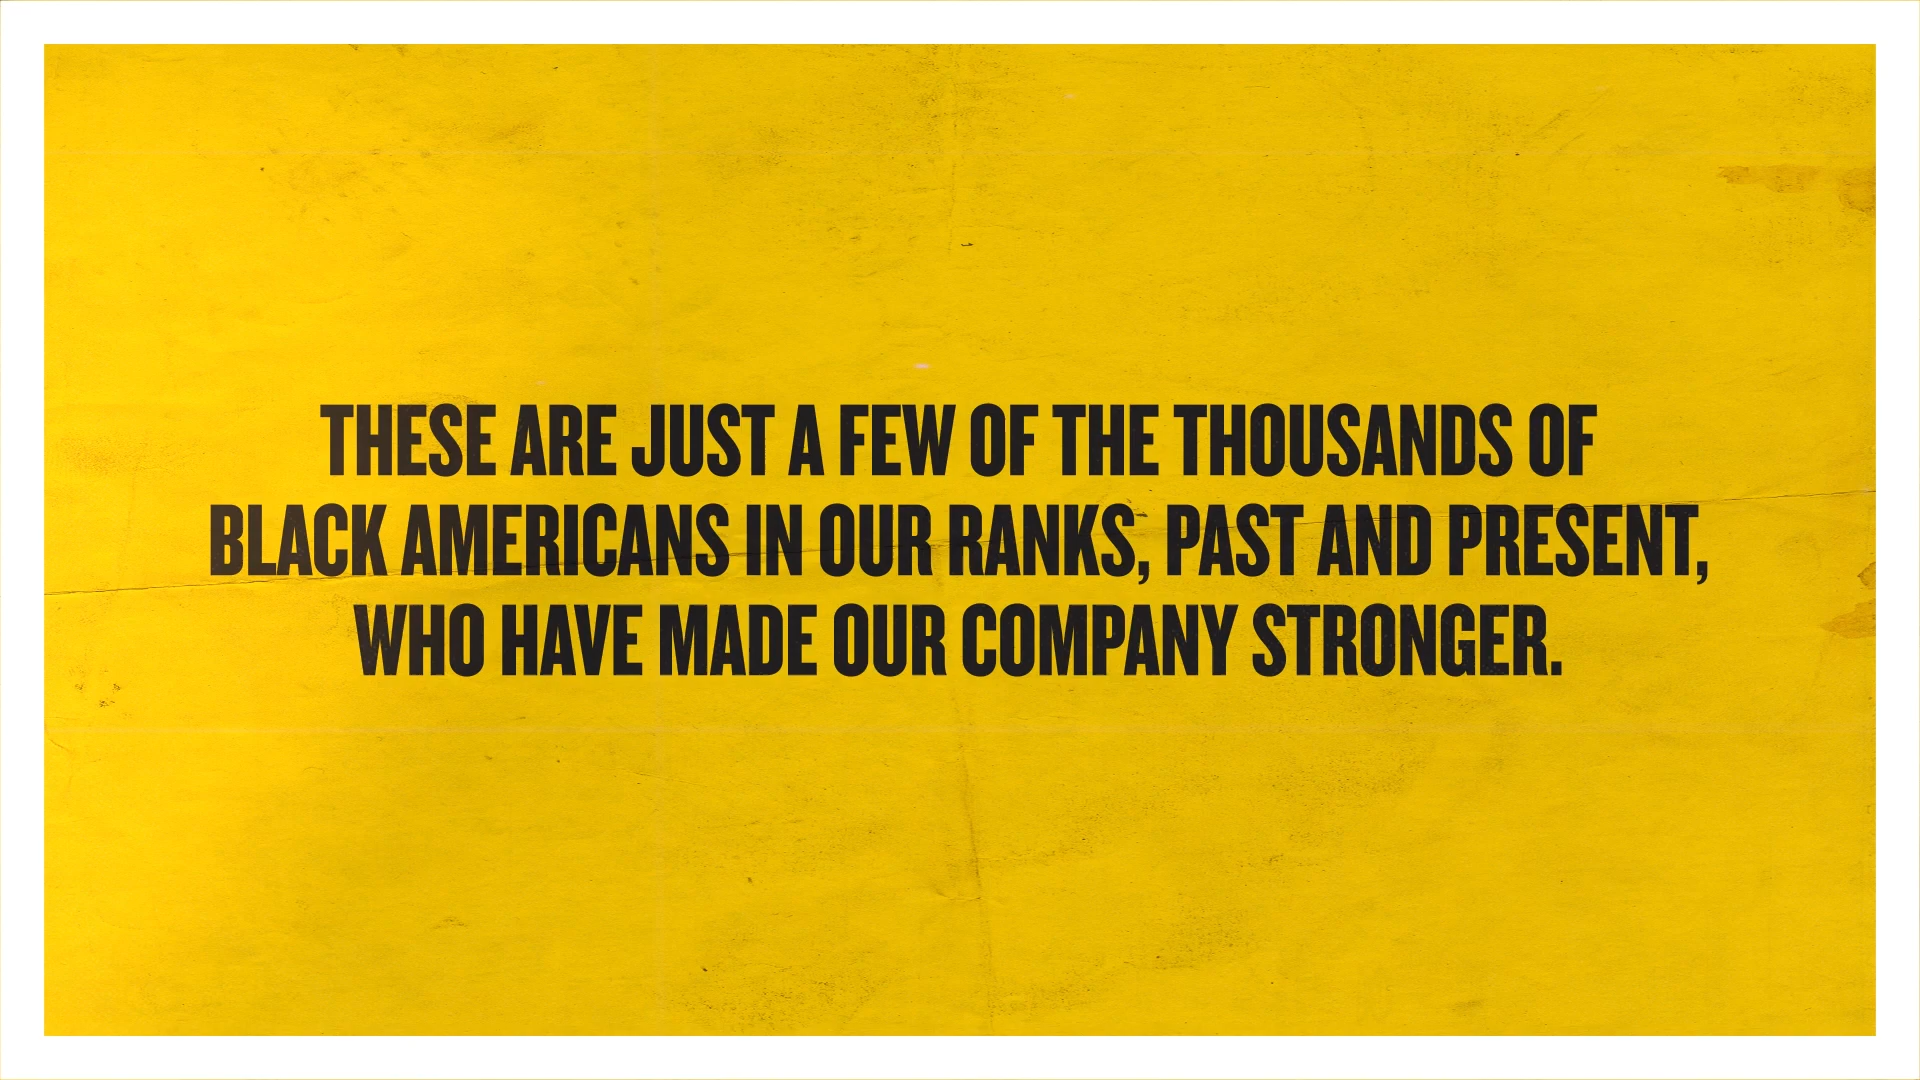 THESE ARE JUST A FEW OF THE THOUSANDS OF
BLACK AMERICANS IN OUR RANKS, PAST AND PRESENT,
WHO HAVE MADE OUR COMPANY STRONGER.